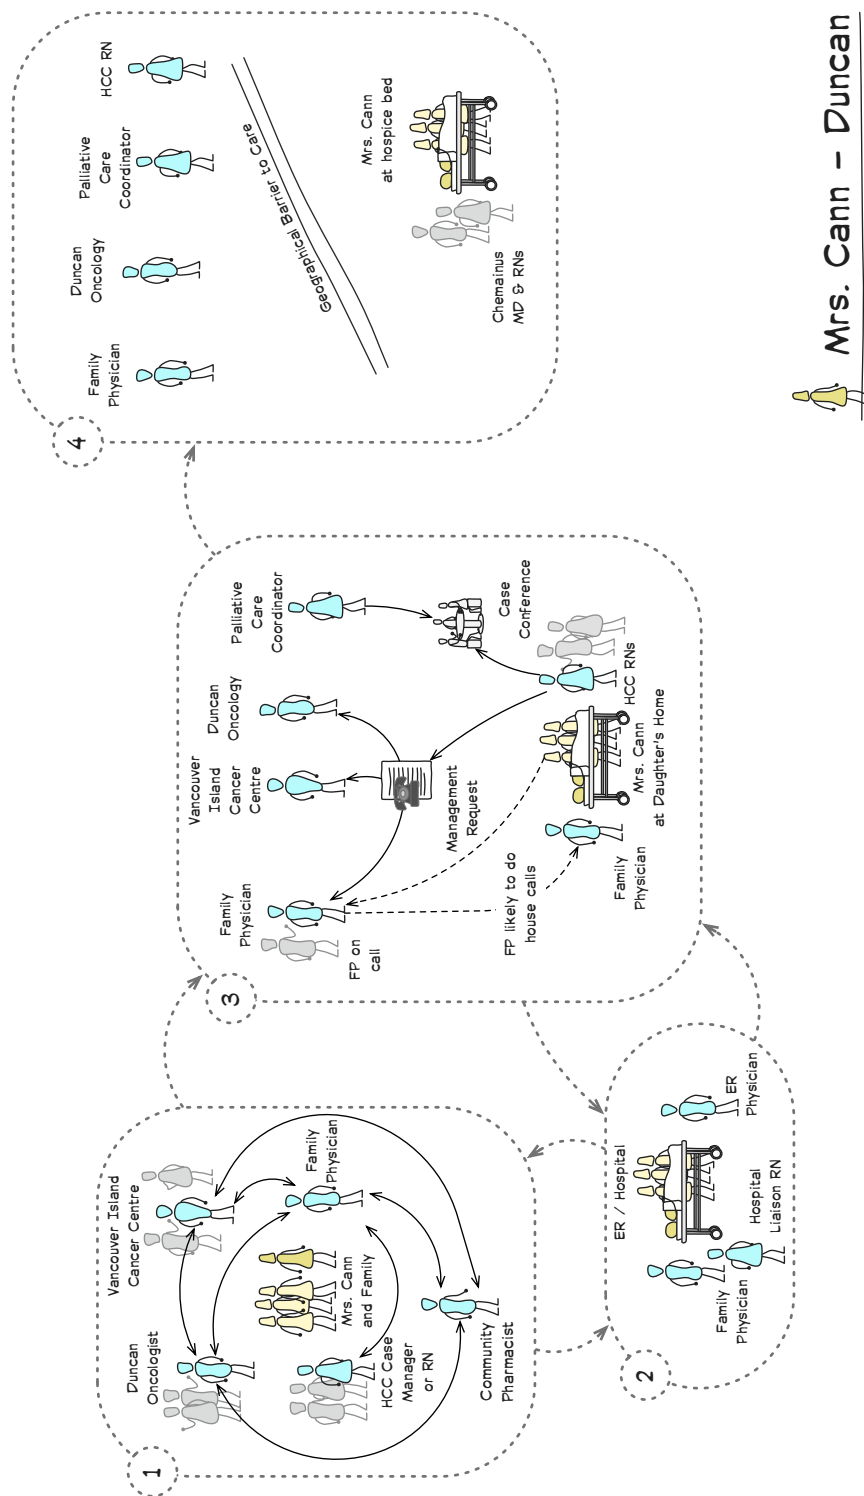 1
Duncan
Oncologist
Vancouver Island
Cancer Centre
Family
Physician
Mrs. Cann
and Family
HCC Case
Manager
or RN
Community
Pharmacist
2
ER / Hospital
Family
Physician
Hospital
Liaison RN
ER
Physician
3
Family
Physician
FP on
call
Vancouver
Island
Cancer
Centre
Duncan
Oncology
Palliative
Care
Coordinator
Management
Request
Case
Conference
FP likely to do
house calls
Family
Physician
Mrs. Cann
at Daughter's Home
HCC RNs
4
Family
Physician
Duncan
Oncology
Palliative
Care
Coordinator
HCC RN
Geographical Barrier to Care
Chemainus
MD & RNs
Mrs. Cann
at hospice bed
Mrs. Cann – Duncan